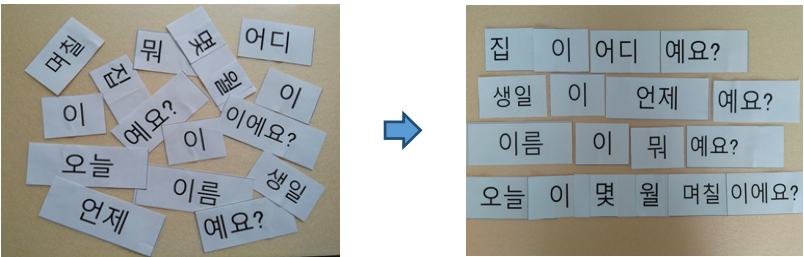 며칠
집
뭐
몇
월
어디
이
예요?
이
이에요?
이
오늘
이름
생일
언제
예요?
집 이 어디 예요?
생일 이 언제 예요?
이름 이 뭐 예요?
오늘 이 몇 월 며칠 이에요?